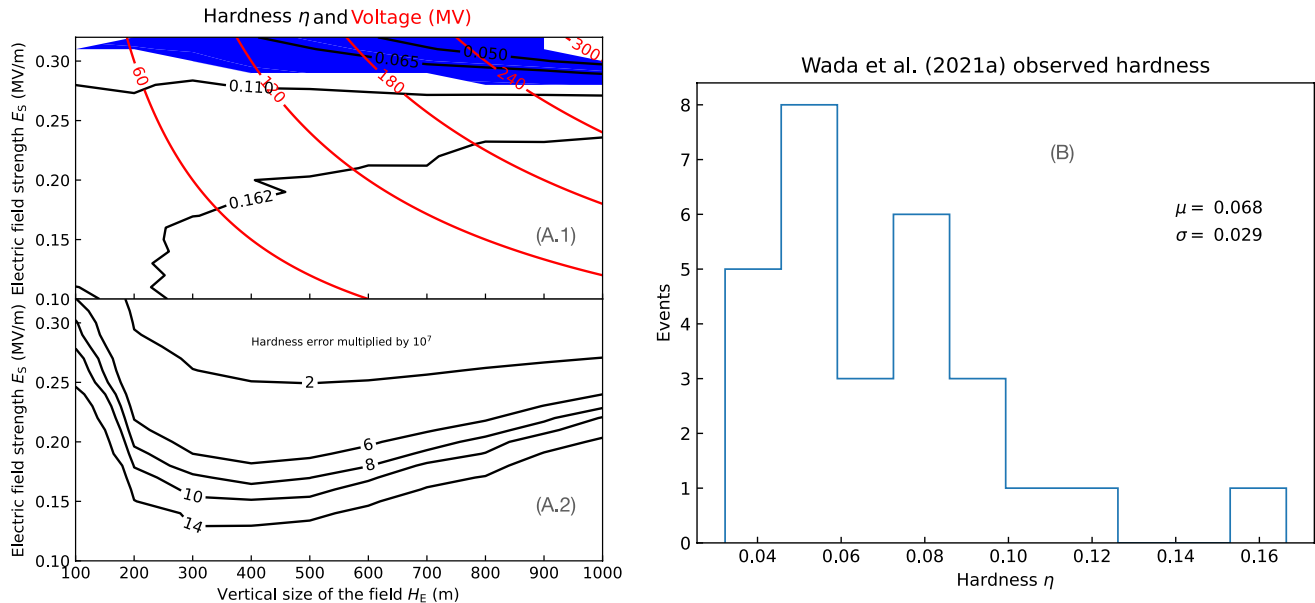 Hardness η and Voltage (MV)
Electric field strength E_S (MV/m)
0.30
0.25
0.20
0.15
0.10
60
120
180
240
300
0.050
0.065
0.110
0.162
(A.1)
Electric field strength E_S (MV/m)
0.30
0.25
0.20
0.15
0.10
Hardness error multiplied by 10^7
2
6
8
10
14
(A.2)
100 200 300 400 500 600 700 800 900 1000
Vertical size of the field H_E (m)
Wada et al. (2021a) observed hardness
Events
8
7
6
5
4
3
2
1
0
(B)
μ = 0.068
σ = 0.029
0.04 0.06 0.08 0.10 0.12 0.14 0.16
Hardness η